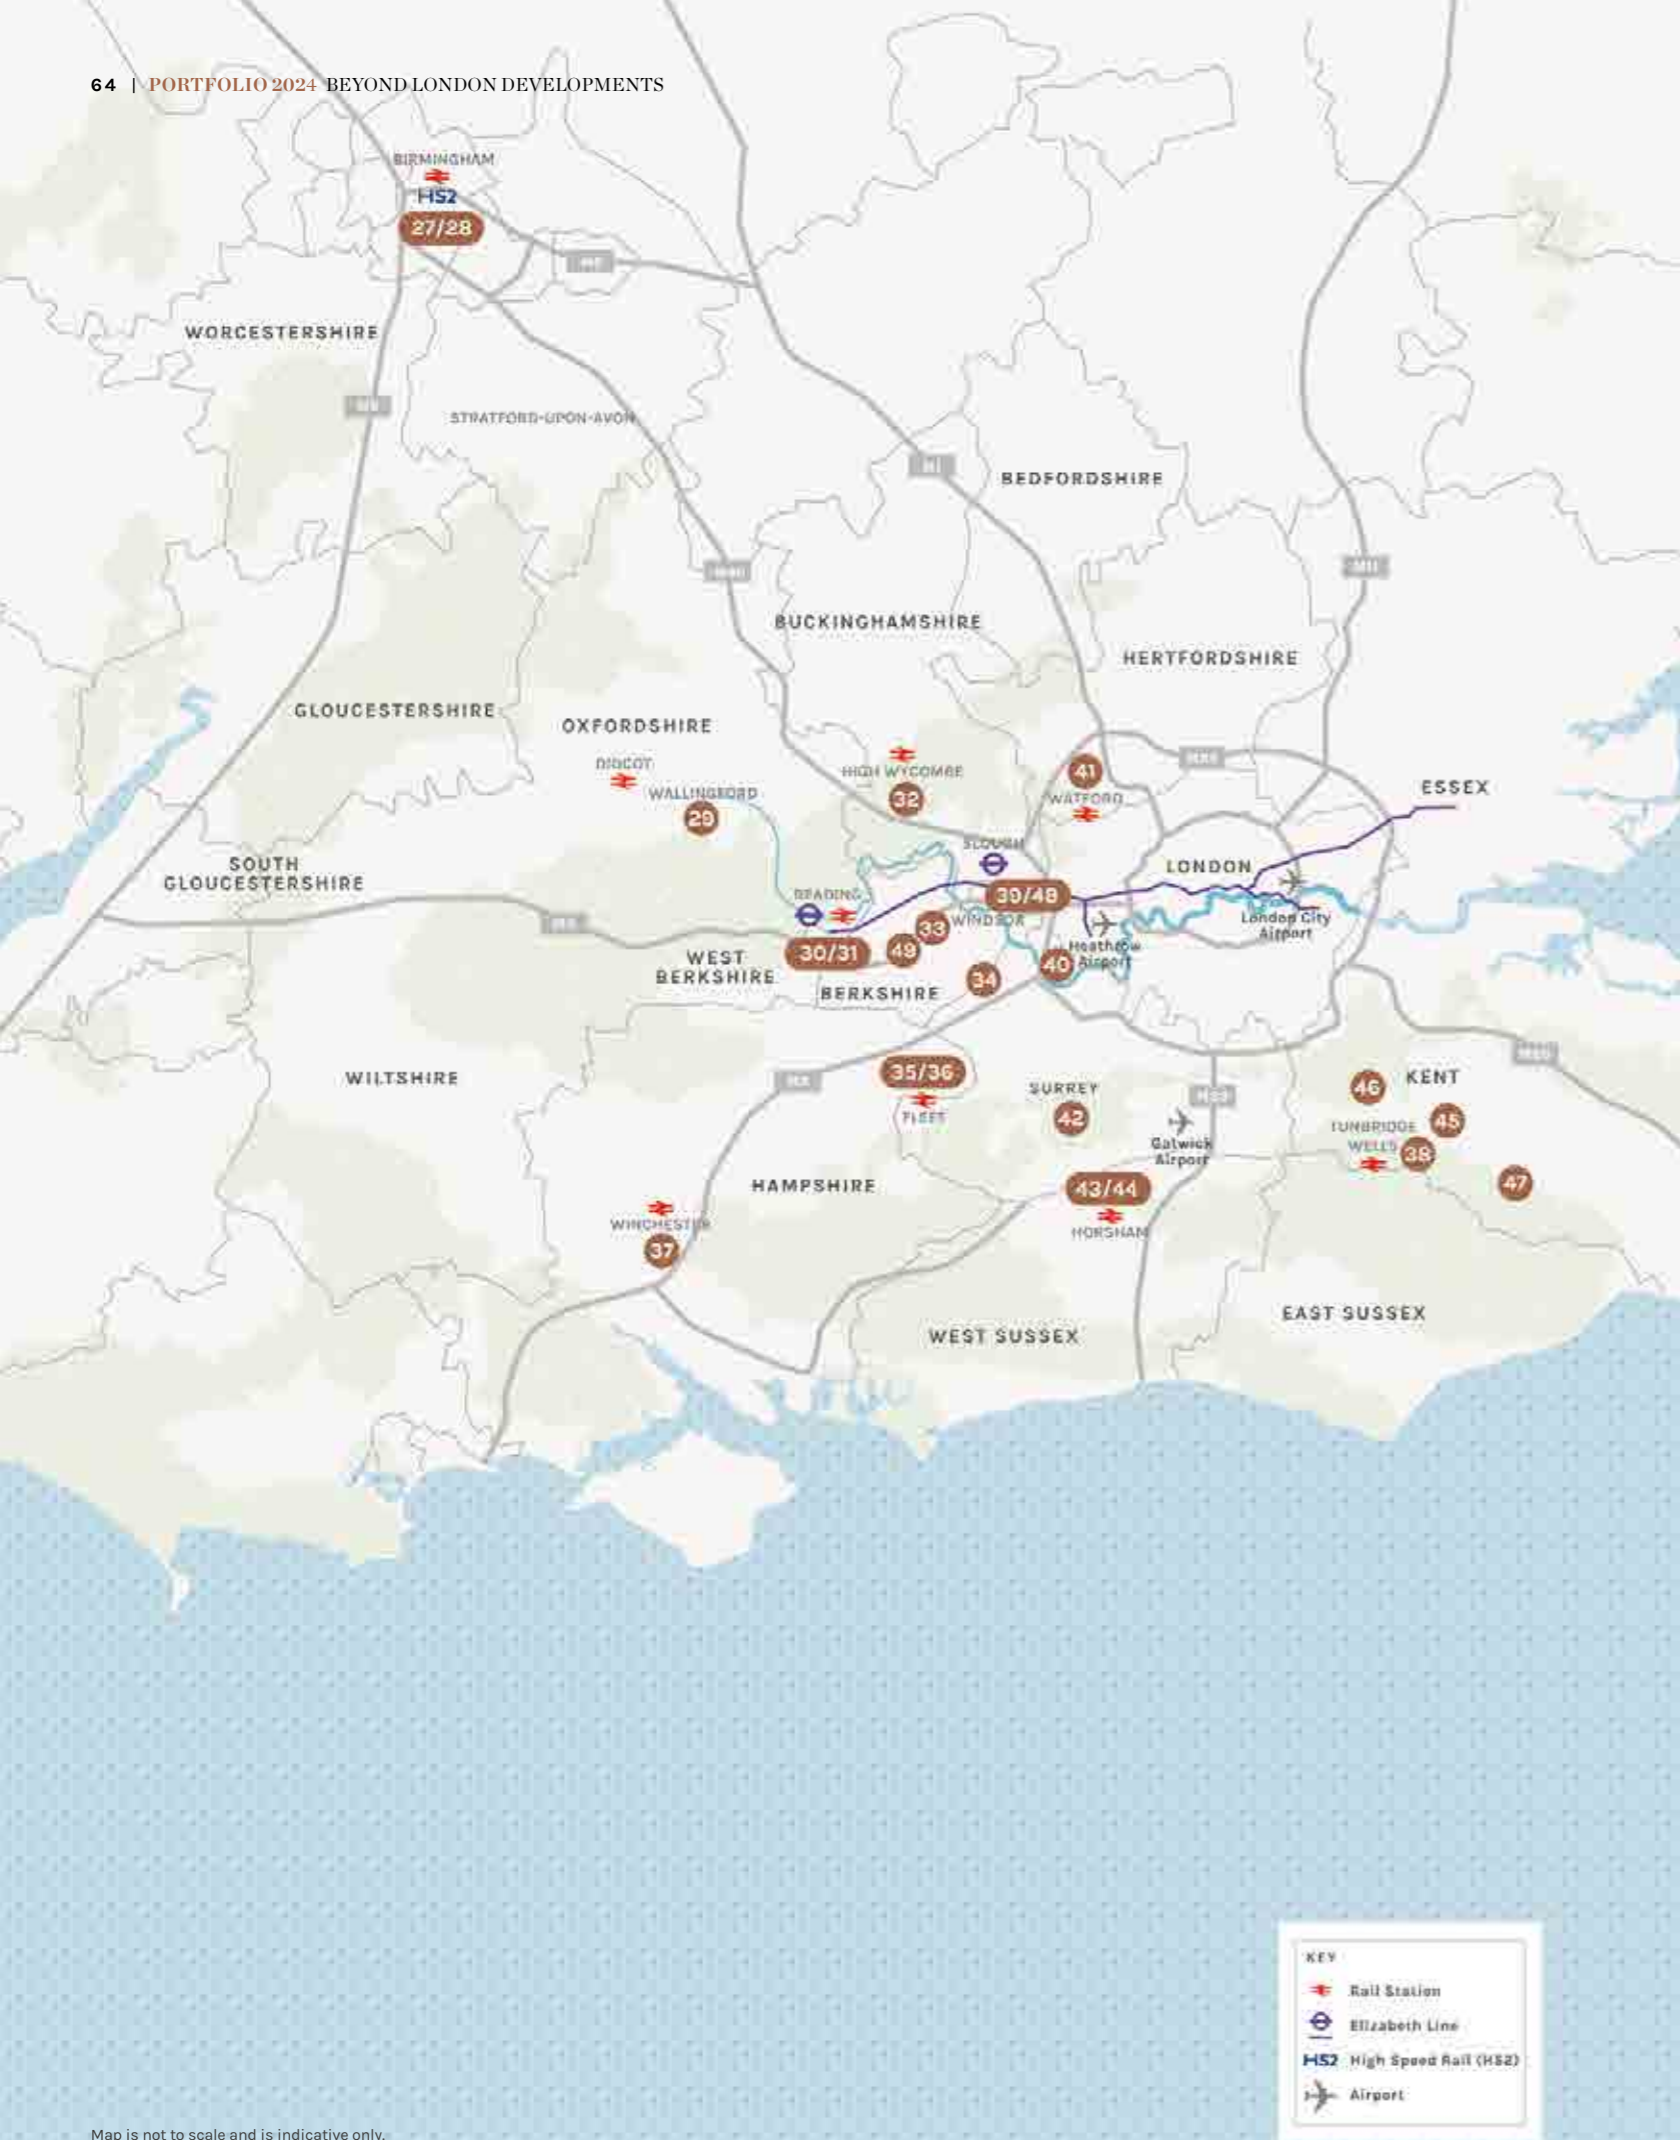 64 | PORTFOLIO 2024 BEYOND LONDON DEVELOPMENTS
BIRMINGHAM
HS2
27/28
WORCESTERSHIRE
STRATFORD-UPON-AVON
BEDFORDSHIRE
BUCKINGHAMSHIRE
HERTFORDSHIRE
GLOUCESTERSHIRE
OXFORDSHIRE
DIDCOT
WALLINGFORD
29
HIGH WYCOMBE
32
41
WATFORD
ESSEX
SLOUGH
SOUTH
GLOUCESTERSHIRE
LONDON
READING
39/48
WINDSOR
33
London City
Airport
30/31
49
Heathrow
Airport
40
WEST
BERKSHIRE
34
BERKSHIRE
WILTSHIRE
35/36
FLEET
SURREY
42
46
KENT
45
TUNBRIDGE
WELLS
38
Gatwick
Airport
47
HAMPSHIRE
43/44
HORSHAM
WINCHESTER
37
WEST SUSSEX
EAST SUSSEX
KEY
Rail Station
Elizabeth Line
HS2 High Speed Rail (HS2)
Airport
Map is not to scale and is indicative only.